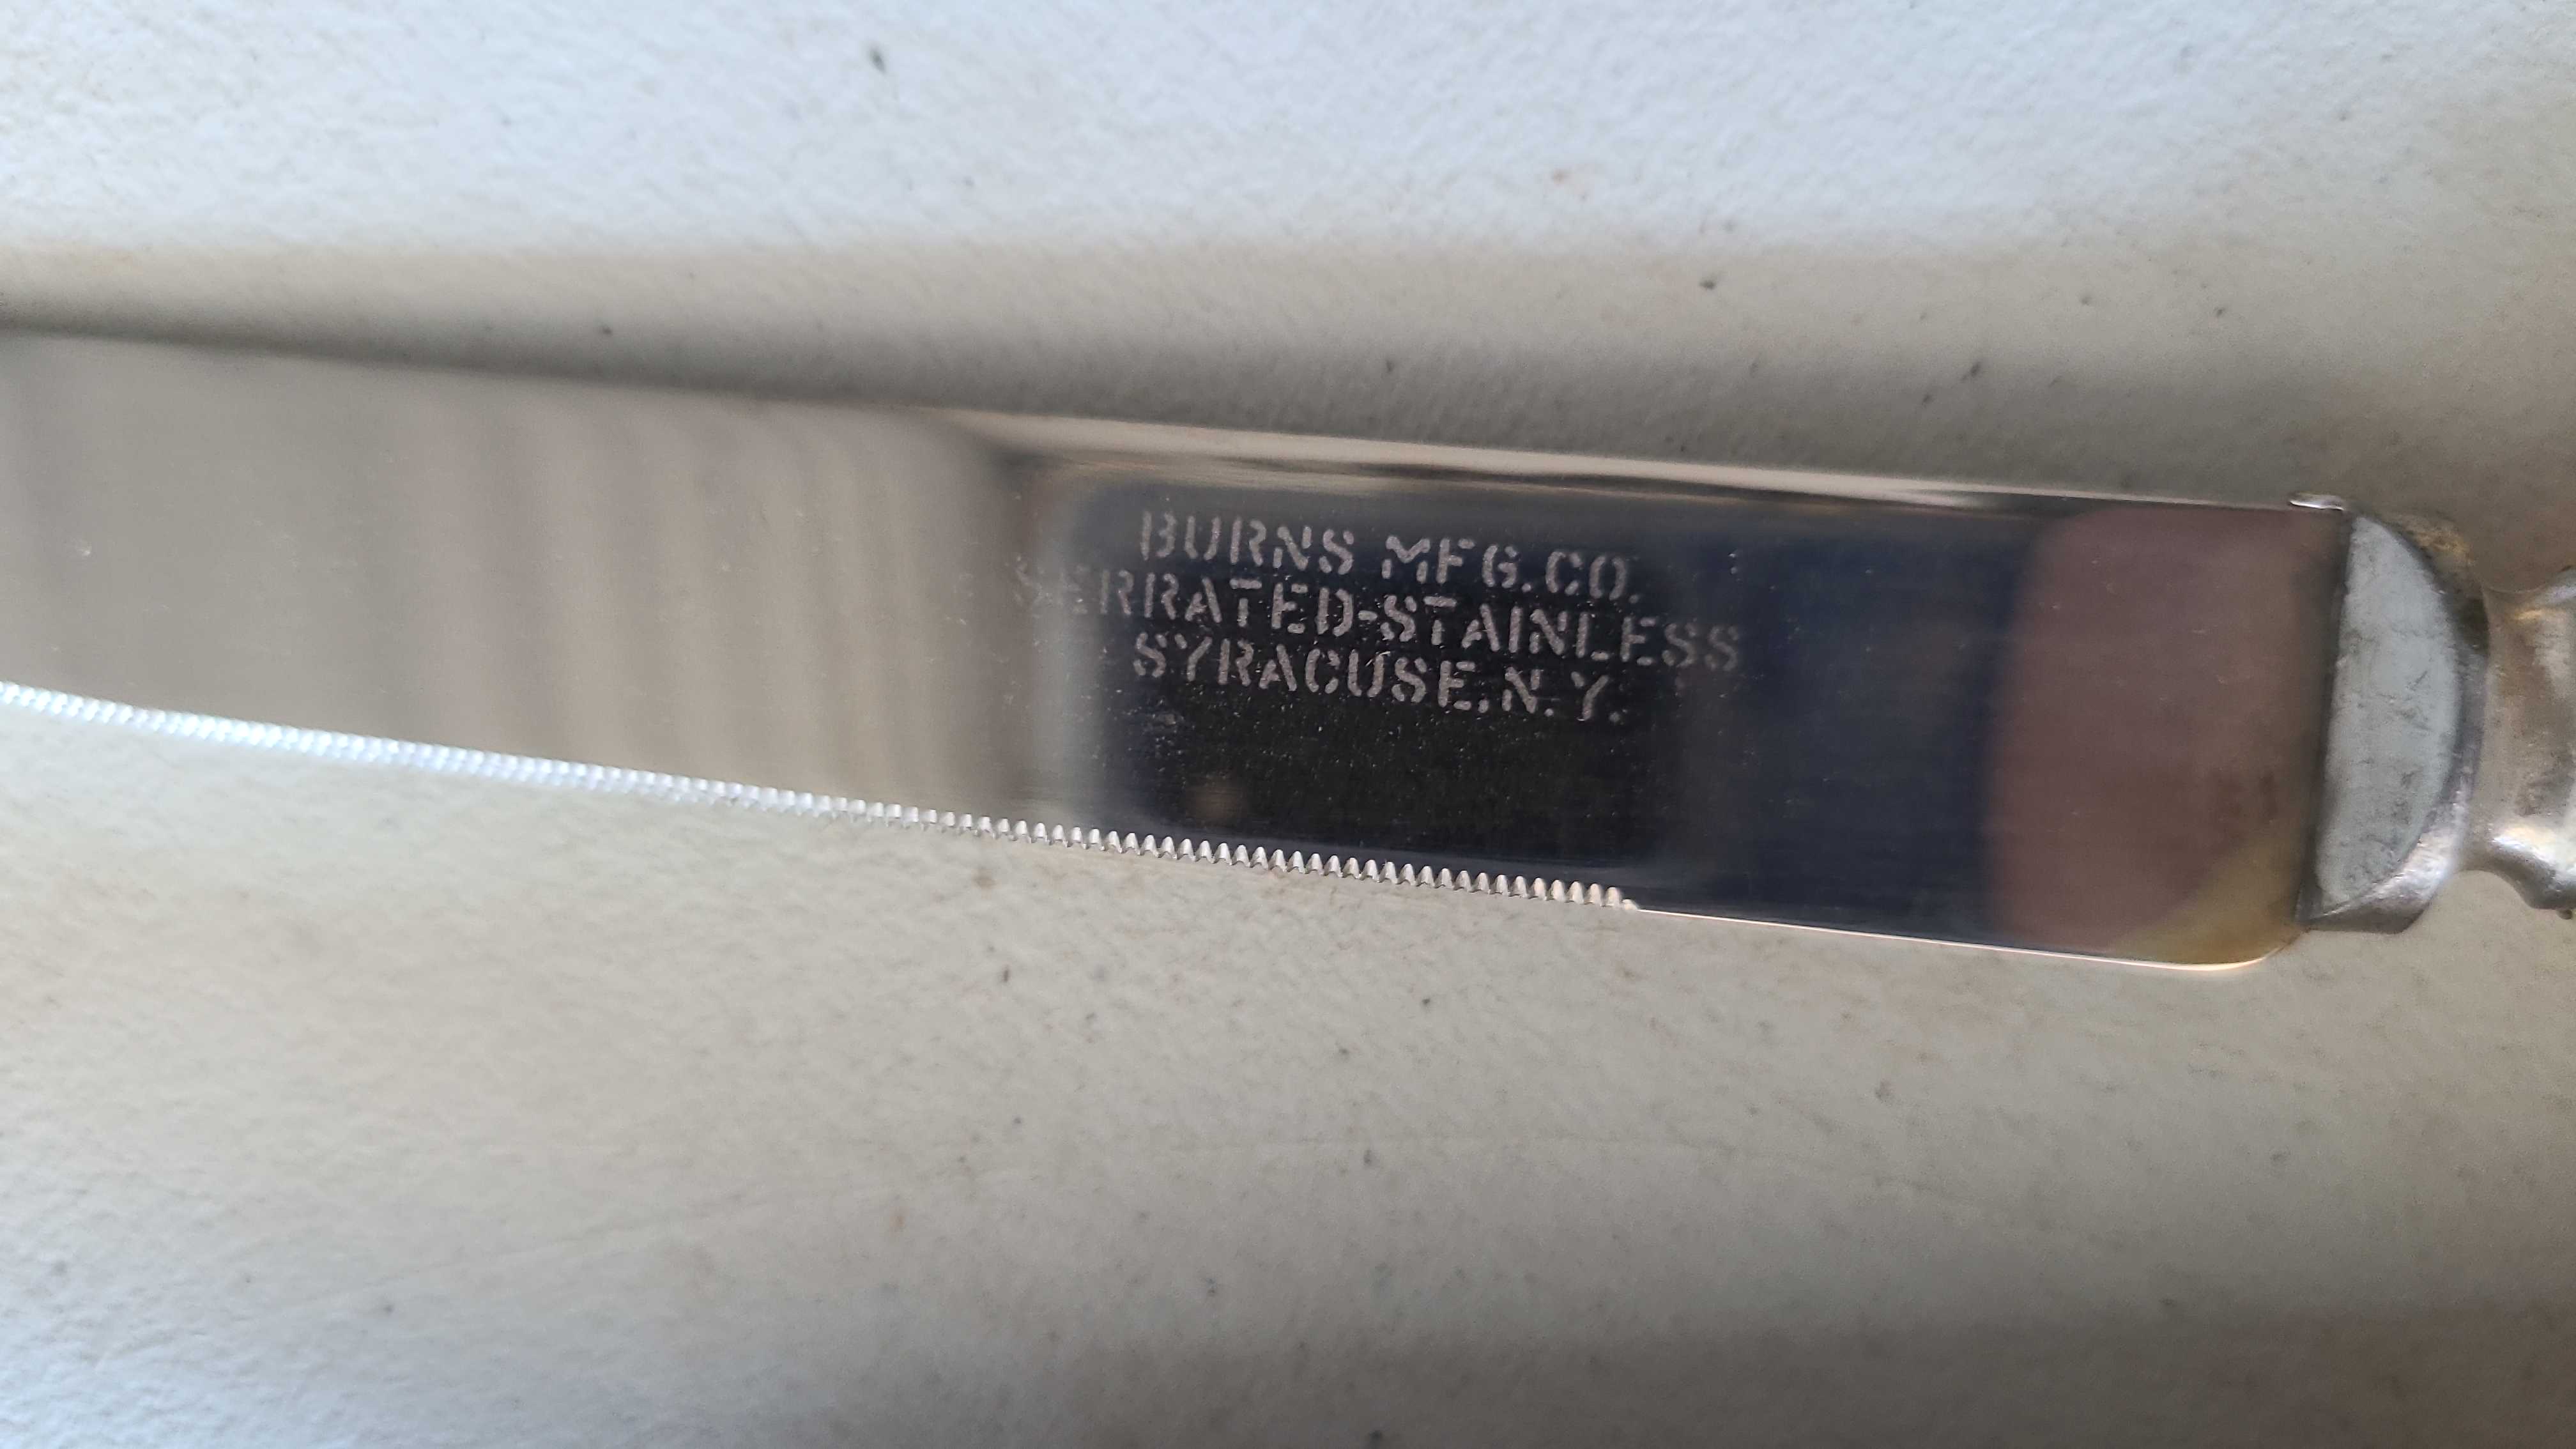 BURNS MFG.CO.
SERRATED-STAINLESS
SYRACUSE,N.Y.